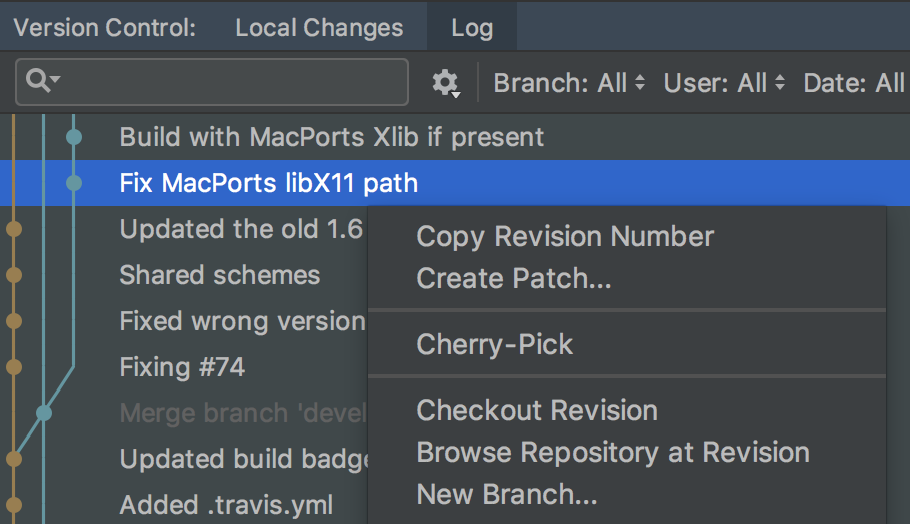 Version Control: Local Changes Log
Branch: All User: All Date: All
Build with MacPorts Xlib if present
Fix MacPorts libX11 path
Updated the old 1.6
Shared schemes
Fixed wrong version
Fixing #74
Merge branch 'devel
Updated build badge
Added .travis.yml
Copy Revision Number
Create Patch...
Cherry-Pick
Checkout Revision
Browse Repository at Revision
New Branch...